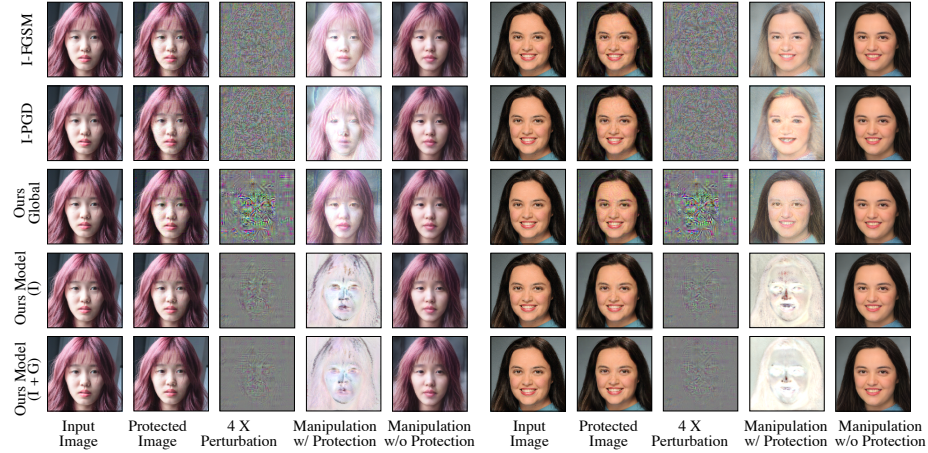 I-FGSM
I-PGD
Ours
Global
Ours Model
(I)
Ours Model
(I + G)
Input
Image
Protected
Image
4 X
Perturbation
Manipulation
w/ Protection
Manipulation
w/o Protection
Input
Image
Protected
Image
4 X
Perturbation
Manipulation
w/ Protection
Manipulation
w/o Protection